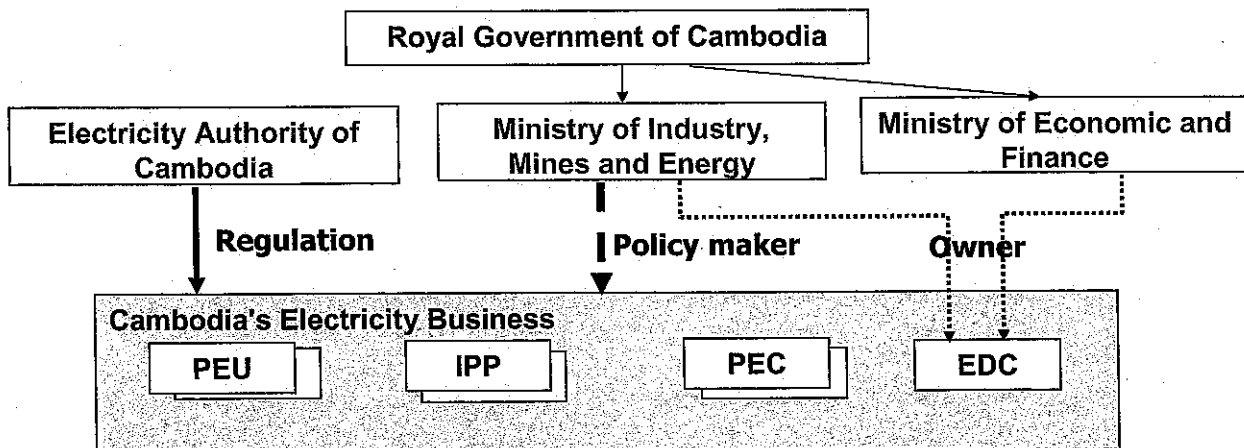 Royal Government of Cambodia
Electricity Authority of
Cambodia
Ministry of Industry,
Mines and Energy
Ministry of Economic and
Finance
Regulation
Policy maker
Owner
Cambodia's Electricity Business
PEU
IPP
PEC
EDC